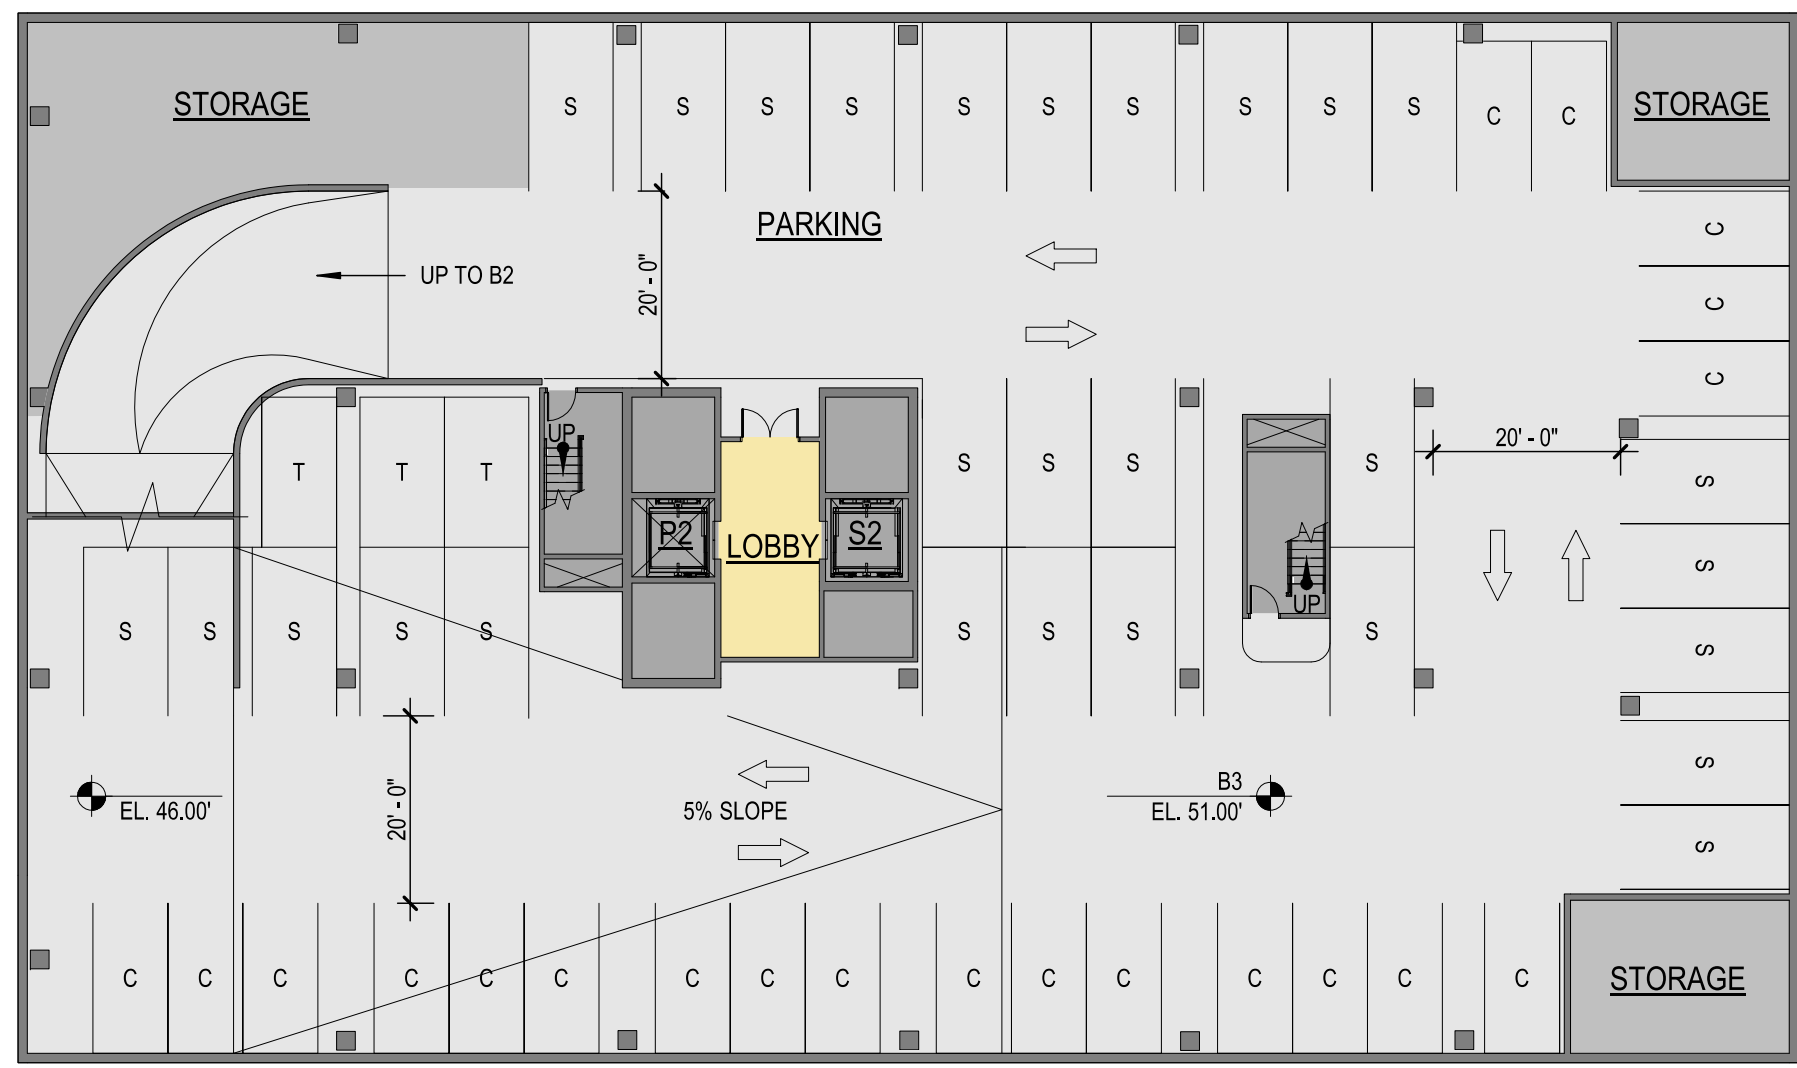 STORAGE
S S S S S S S S S S C C
STORAGE
PARKING
C
UP TO B2
20' - 0"
C
C
UP
S S S S
20' - 0"
T T T
S
P2
LOBBY
S2
S
UP
S S S S S
S S S S
S
S
B3
EL. 46.00'
20' - 0"
5% SLOPE
EL. 51.00'
S
C C C C C C C C C C C C C C C C
STORAGE